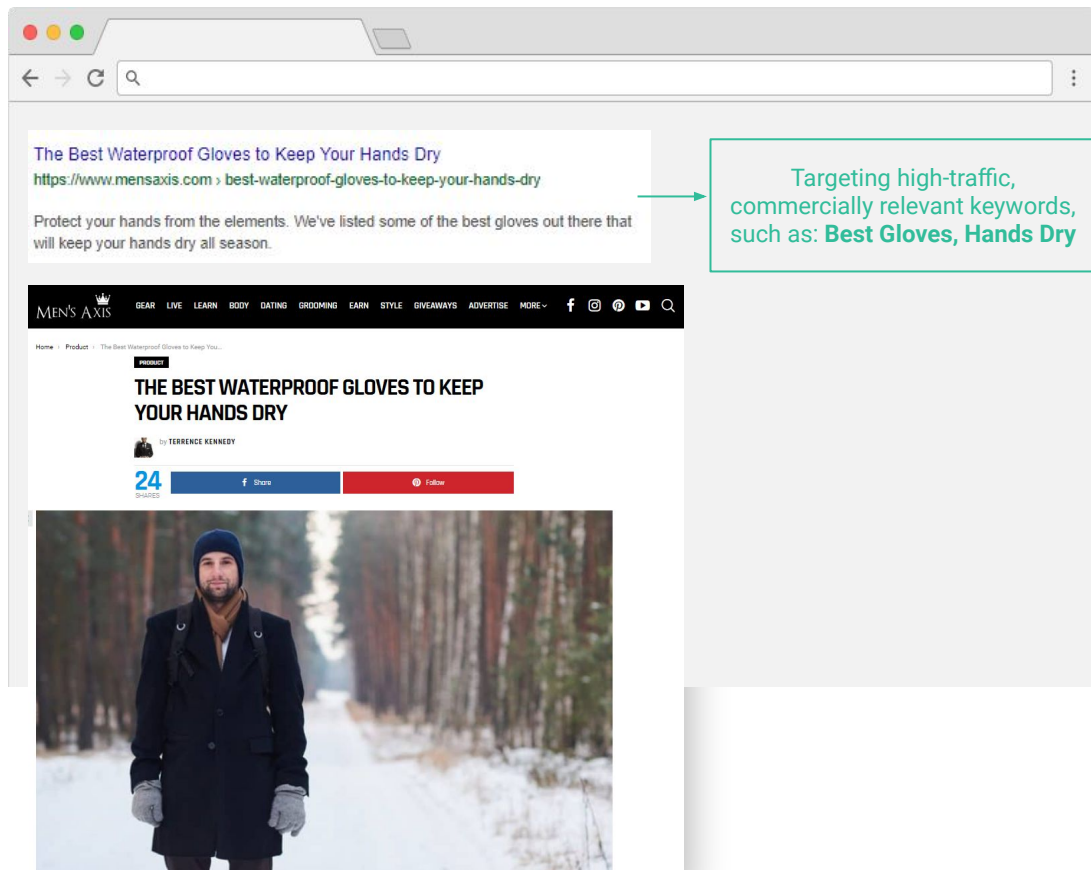 The Best Waterproof Gloves to Keep Your Hands Dry
https://www.mensaxis.com › best-waterproof-gloves-to-keep-your-hands-dry
Protect your hands from the elements. We've listed some of the best gloves out there that
will keep your hands dry all season.
Targeting high-traffic,
commercially relevant keywords,
such as: Best Gloves, Hands Dry
MEN'S AXIS
GEAR LIVE LEARN BODY DATING GROOMING EARN STYLE GIVEAWAYS ADVERTISE MORE
Home › Product › The Best Waterproof Gloves to Keep You...
PRODUCT
THE BEST WATERPROOF GLOVES TO KEEP
YOUR HANDS DRY
by TERRENCE KENNEDY
24
SHARES
Share
Follow